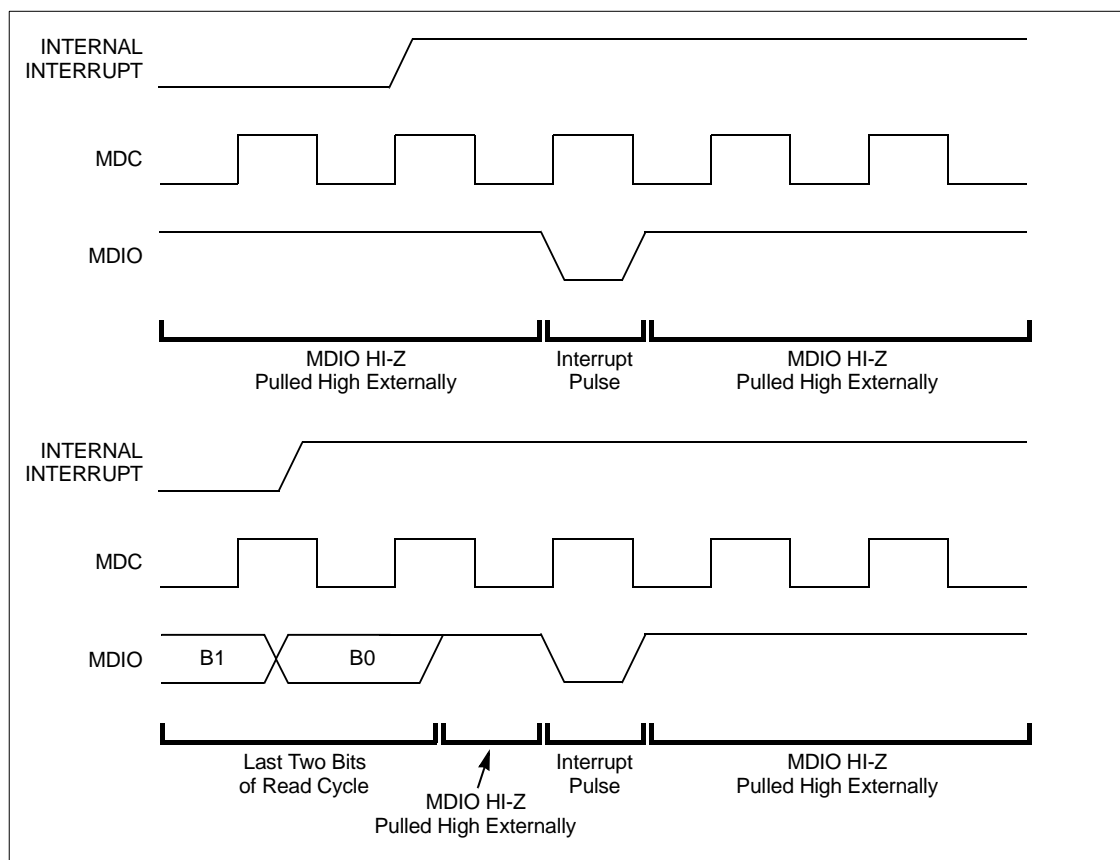 INTERNAL
INTERRUPT
MDC
MDIO
MDIO HI-Z
Pulled High Externally
Interrupt
Pulse
MDIO HI-Z
Pulled High Externally
INTERNAL
INTERRUPT
MDC
MDIO
B1
B0
Last Two Bits
of Read Cycle
MDIO HI-Z
Pulled High Externally
Interrupt
Pulse
MDIO HI-Z
Pulled High Externally